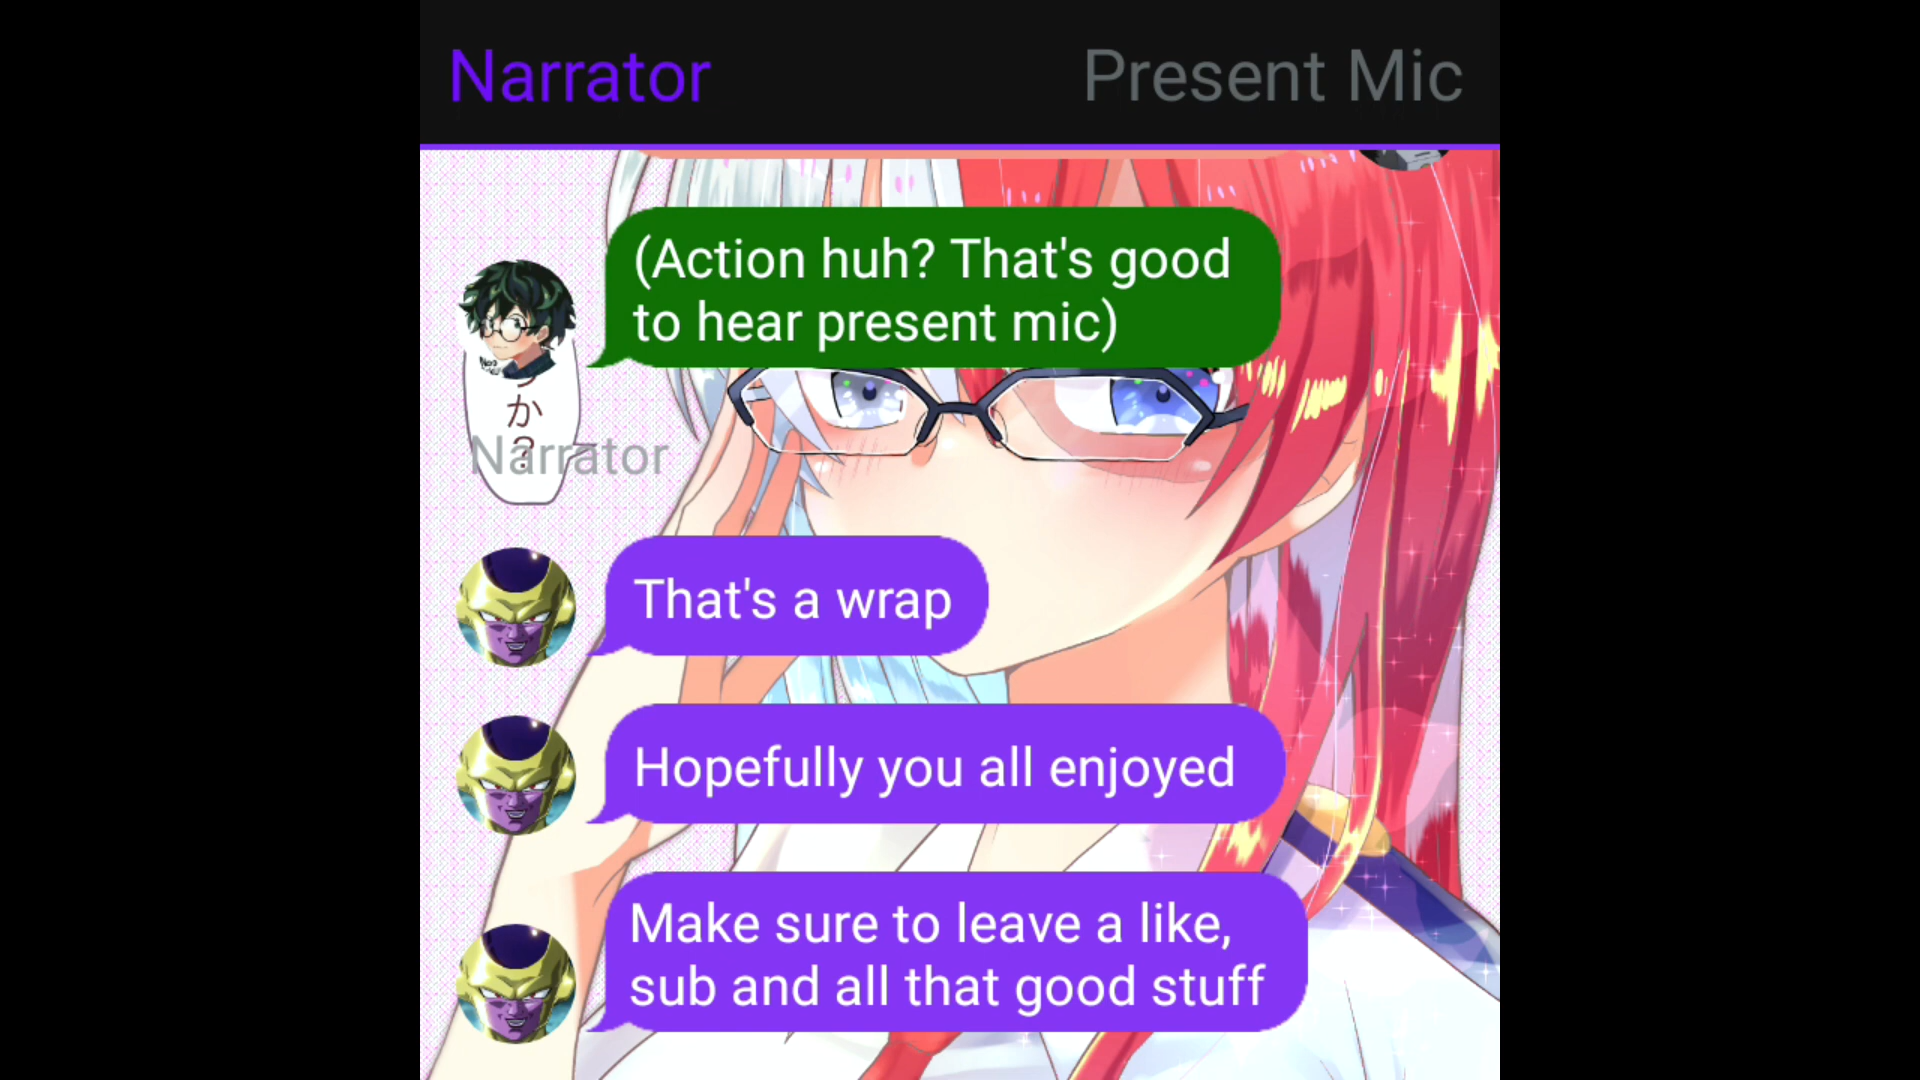 Narrator
Present Mic
(Action huh? That's good
to hear present mic)
か?
Narrator
That's a wrap
Hopefully you all enjoyed
Make sure to leave a like,
sub and all that good stuff